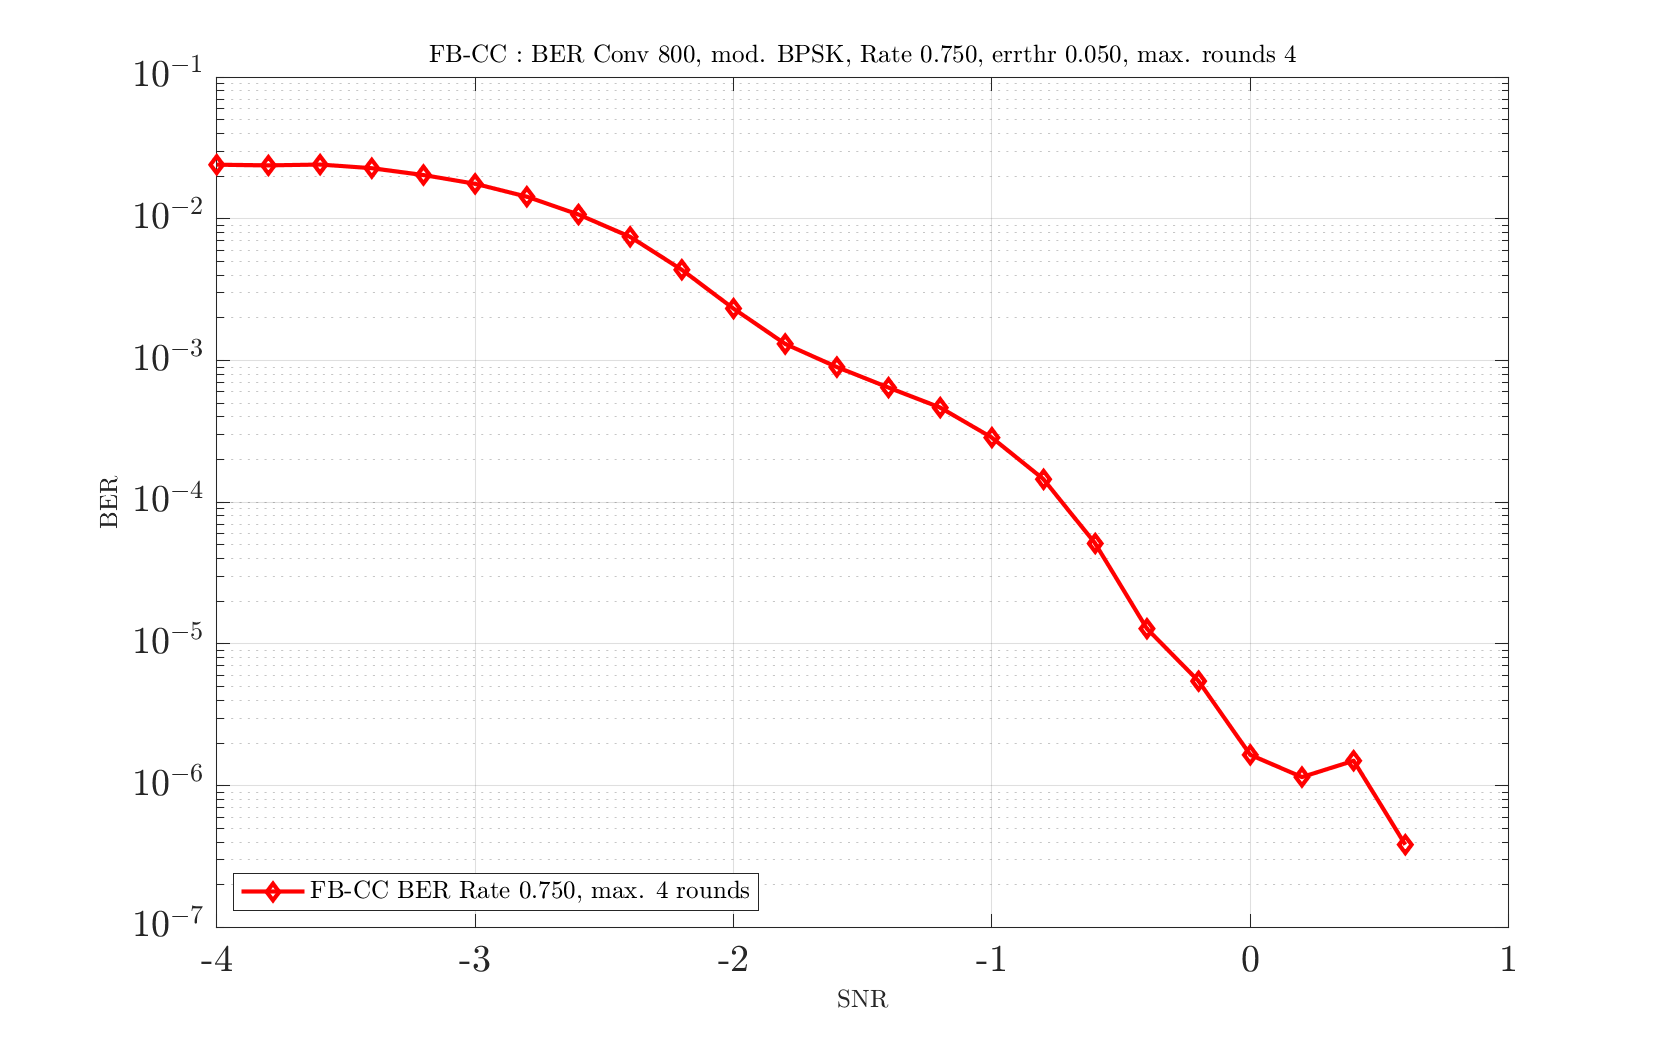 FB-CC : BER Conv 800, mod. BPSK, Rate 0.750, errthr 0.050, max. rounds 4
10⁻¹
10⁻²
10⁻³
10⁻⁴
10⁻⁵
10⁻⁶
10⁻⁷
BER
FB-CC BER Rate 0.750, max. 4 rounds
-4 -3 -2 -1 0 1
SNR